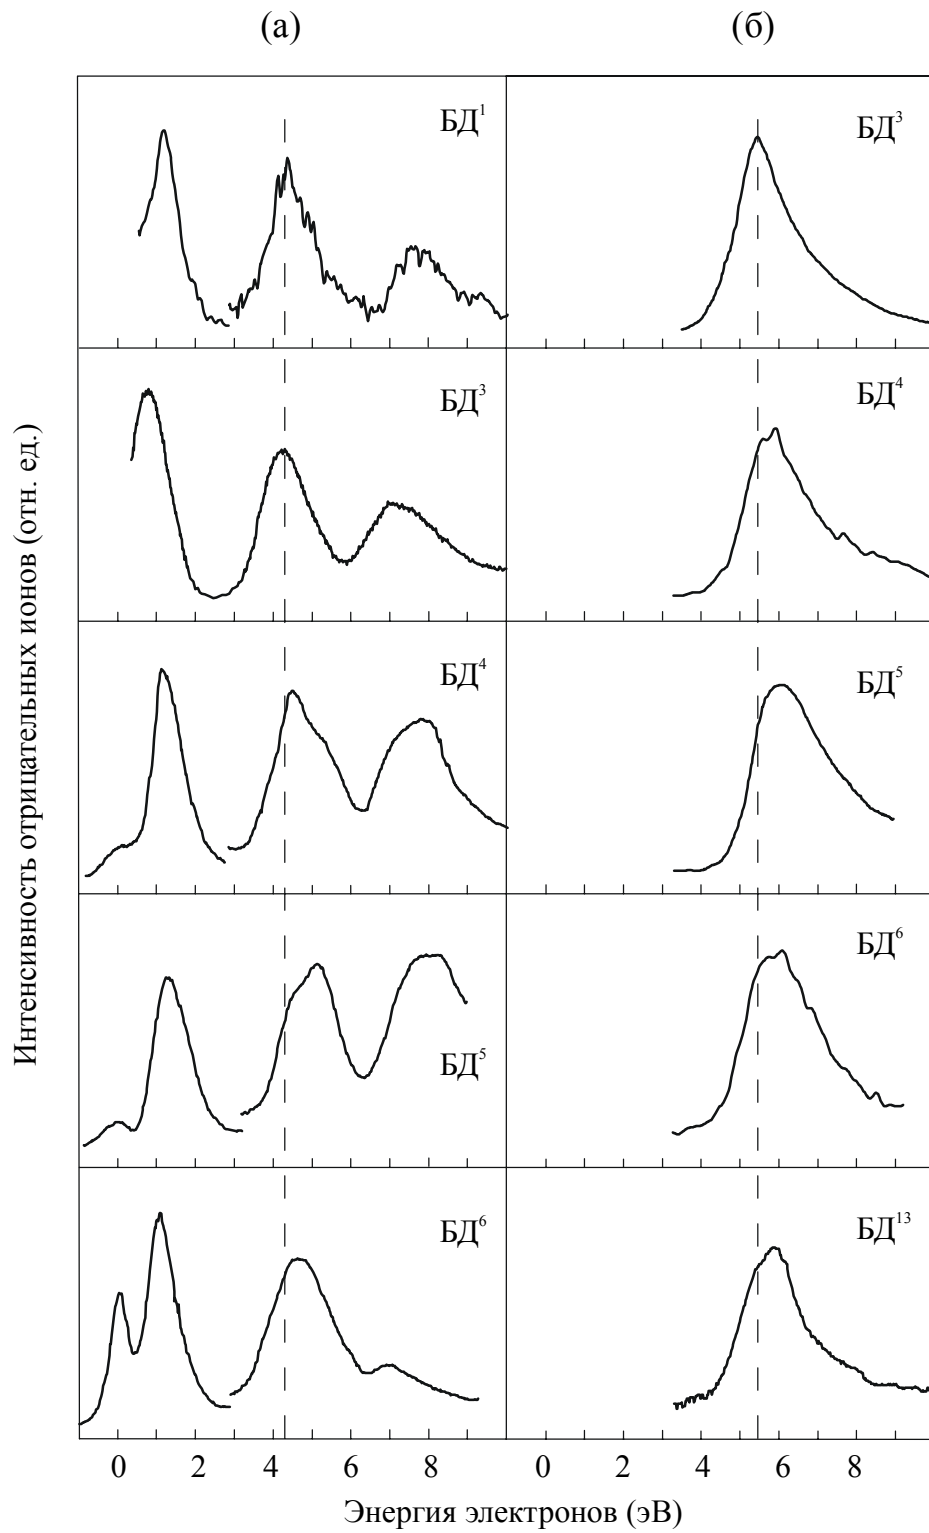 (а) (б)
БД¹ БД³
БД³ БД⁴
БД⁴ БД⁵
БД⁵ БД⁶
БД⁶ БД¹³
Интенсивность отрицательных ионов (отн. ед.)
0 2 4 6 8 0 2 4 6 8
Энергия электронов (эВ)